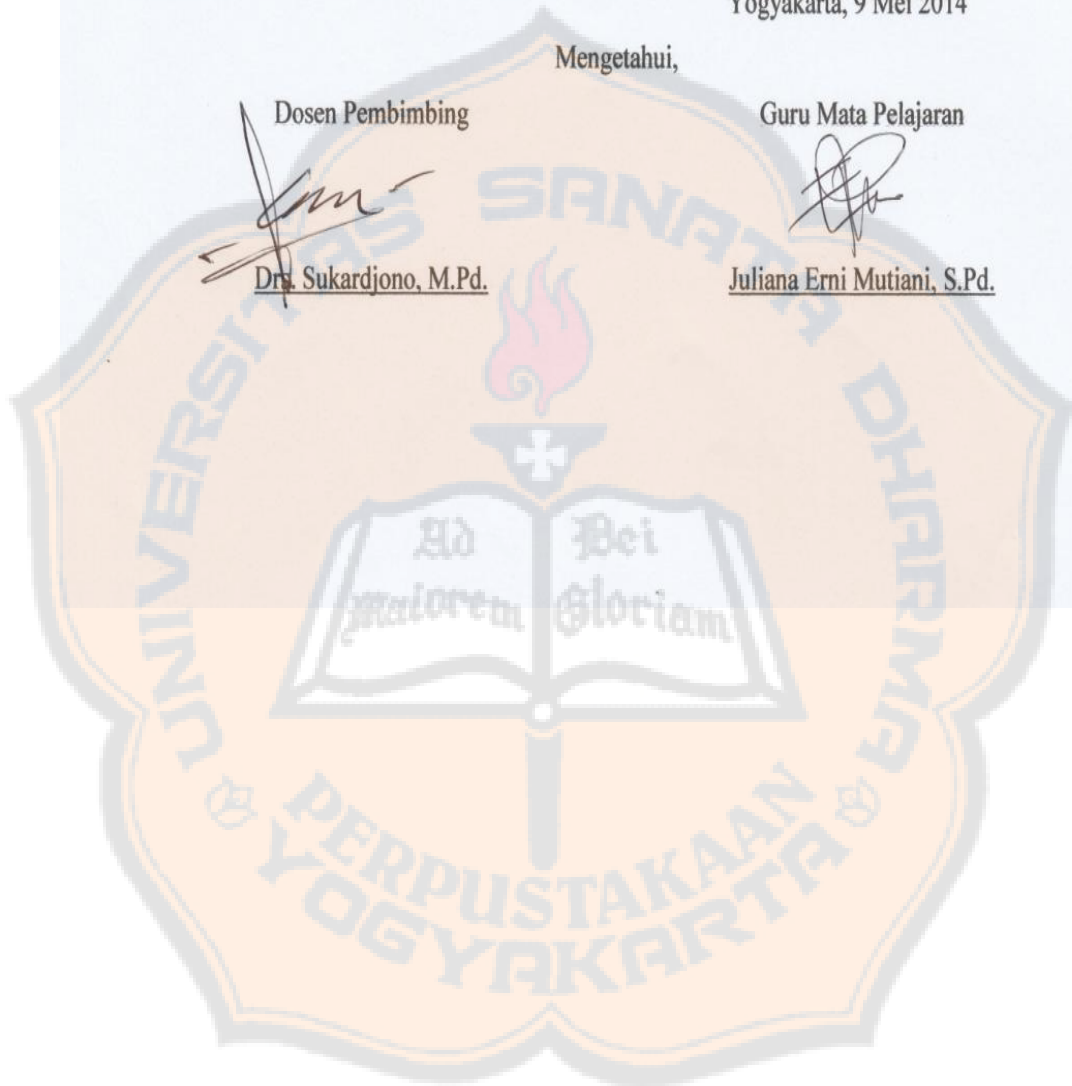 Yogyakarta, 9 Mei 2014
Mengetahui,
Dosen Pembimbing
Guru Mata Pelajaran
Drs. Sukardjono, M.Pd.
Juliana Erni Mutiani, S.Pd.
UNIVERSITAS SANATA DHARMA
Ad Maiorem
Dei Gloriam
PERPUSTAKAAN
YOGYAKARTA